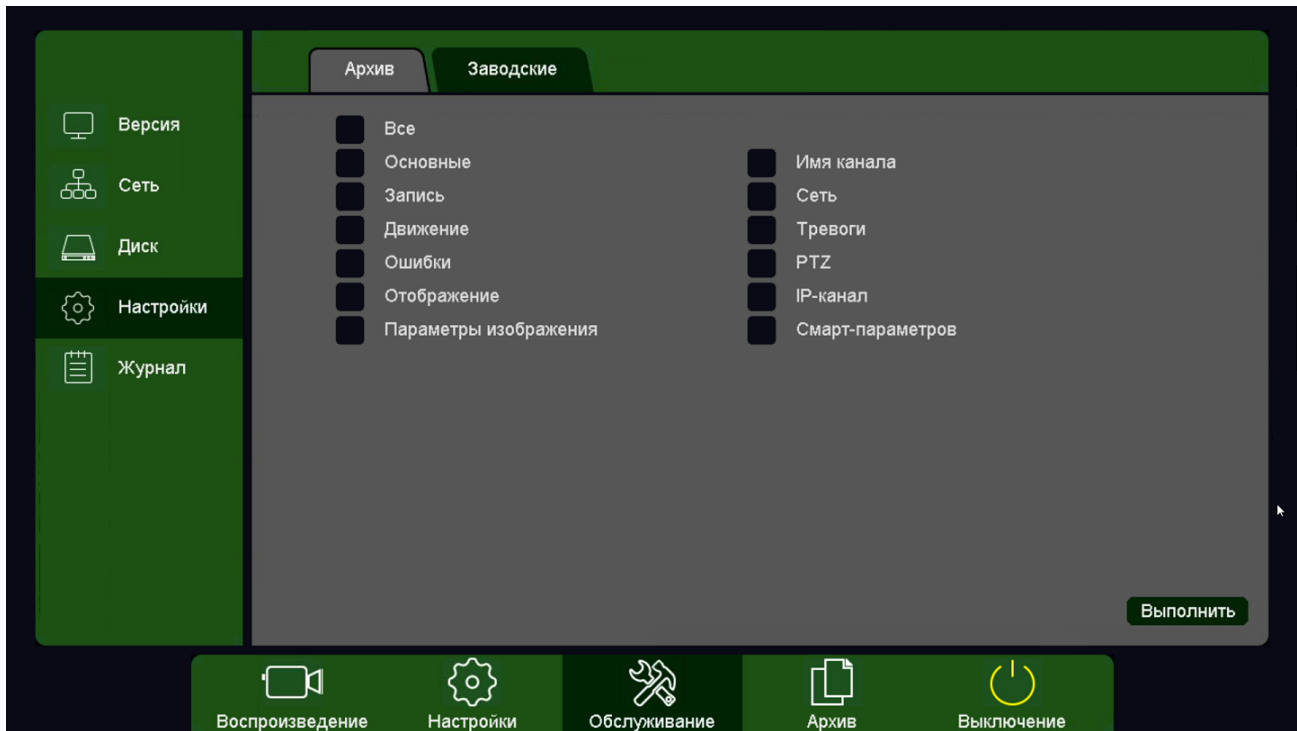 Архив Заводские
Версия
Сеть
Диск
Настройки
Журнал
Все
Основные Имя канала
Запись Сеть
Движение Тревоги
Ошибки PTZ
Отображение IP-канал
Параметры изображения Смарт-параметров
Выполнить
Воспроизведение Настройки Обслуживание Архив Выключение